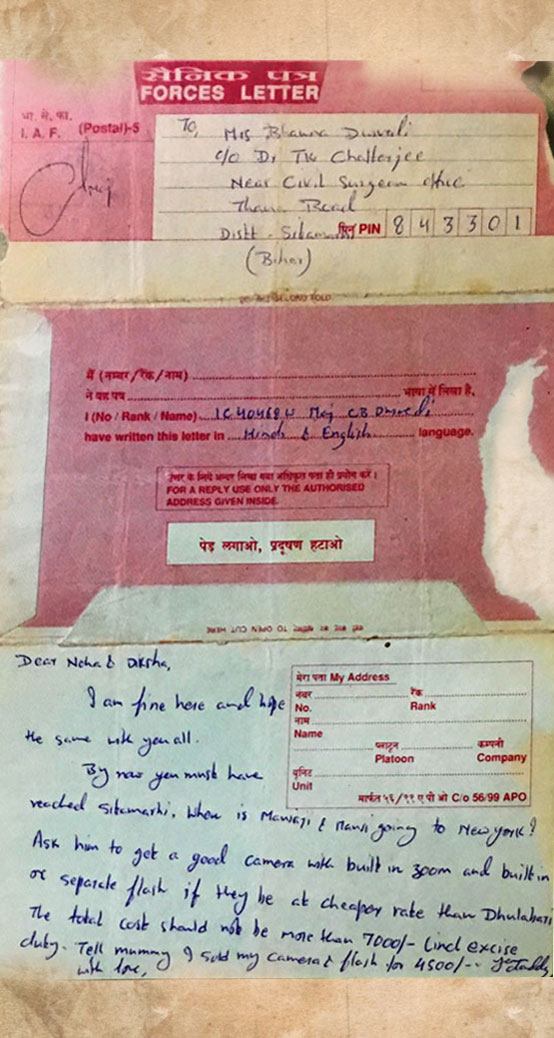 सैनिक पत्र
FORCES LETTER
भा. मे. फा.
I. A. F. (Postal)-5
To,
Mrs Bhawna Dwivedi
c/o Dr TK Chatterjee
Near Civil Surgeon office
Thana Road
Distt - Sitamarhi
पिन PIN 8 4 3 3 0 1
(Bihar)
SECOND FOLD
मैं (नम्बर/रैंक/नाम)
ने यह पत्र भाषा में लिखा है,
I (No / Rank / Name) IC40468W Maj CB Dwivedi
have written this letter in Hindi & English language.
उत्तर के लिये अन्दर लिखा गया अधिकृत पता ही प्रयोग करें।
FOR A REPLY USE ONLY THE AUTHORISED
ADDRESS GIVEN INSIDE.
पेड़ लगाओ, प्रदूषण हटाओ
TO OPEN CUT HERE
Dear Neha & Diksha,
I am fine here and hope
the same with you all.
By now you must have
reached Sitamarhi. When is Mamaji & Mami going to New York?
Ask him to get a good camera with built in zoom and built in
or separate flash if they be at cheaper rate than Dhulabari
The total cost should not be more than 7000/- (incl excise
duty. Tell mummy I sold my camera & flash for 4500/-.
with love,
मेरा पता My Address
नंबर रैंक
No. Rank
नाम
Name
प्लाटून कम्पनी
Platoon Company
यूनिट
Unit
मार्फत ५६/९९ ए पी ओ C/o 56/99 APO